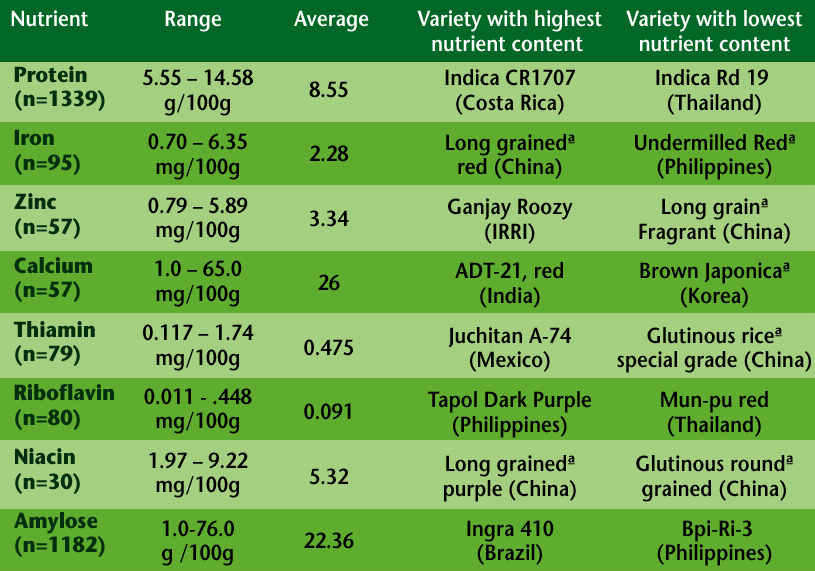 Nutrient Range Average Variety with highest nutrient content Variety with lowest nutrient content
Protein (n=1339) 5.55 – 14.58 g/100g 8.55 Indica CR1707 (Costa Rica) Indica Rd 19 (Thailand)
Iron (n=95) 0.70 – 6.35 mg/100g 2.28 Long grainedª red (China) Undermilled Redª (Philippines)
Zinc (n=57) 0.79 – 5.89 mg/100g 3.34 Ganjay Roozy (IRRI) Long grainª Fragrant (China)
Calcium (n=57) 1.0 – 65.0 mg/100g 26 ADT-21, red (India) Brown Japonicaª (Korea)
Thiamin (n=79) 0.117 – 1.74 mg/100g 0.475 Juchitan A-74 (Mexico) Glutinous riceª special grade (China)
Riboflavin (n=80) 0.011 - .448 mg/100g 0.091 Tapol Dark Purple (Philippines) Mun-pu red (Thailand)
Niacin (n=30) 1.97 – 9.22 mg/100g 5.32 Long grainedª purple (China) Glutinous roundª grained (China)
Amylose (n=1182) 1.0-76.0 g /100g 22.36 Ingra 410 (Brazil) Bpi-Ri-3 (Philippines)